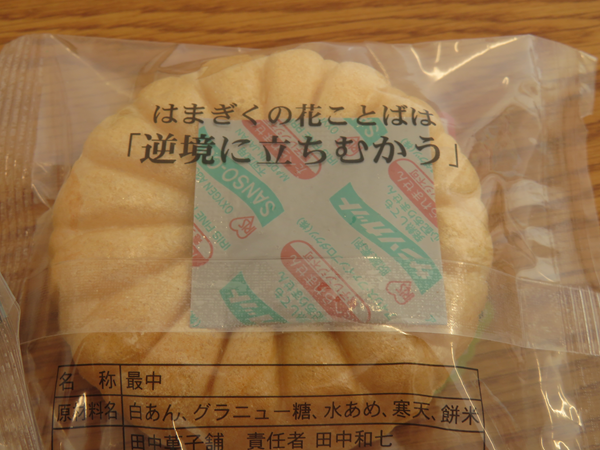 はまぎくの花ことばは
「逆境に立ちむかう」
SANSO
名 称 最中
原材料名 白あん、グラニュー糖、水あめ、寒天、餅米
田中菓子舗 責任者 田中和七